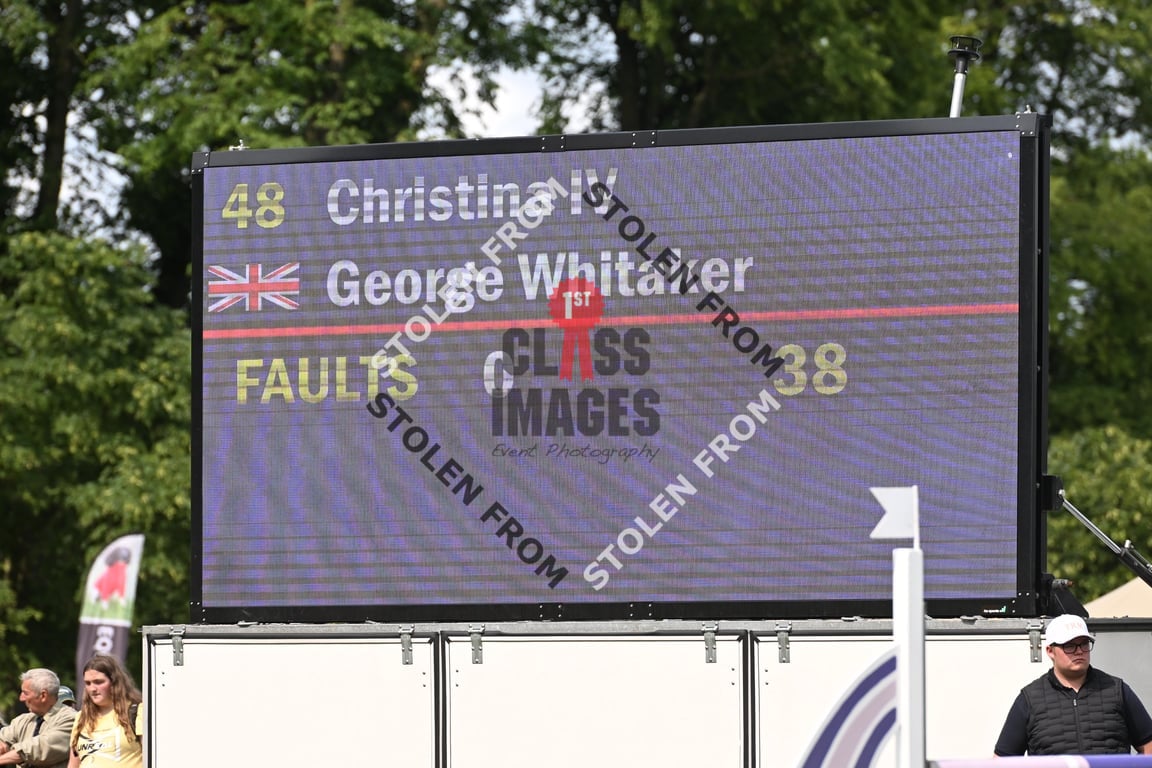 48 Christina IV
George Whitaker
FAULTS 0 38
STOLEN FROM
STOLEN FROM
1ST
CLASS
IMAGES
Event Photography
STOLEN FROM
STOLEN FROM